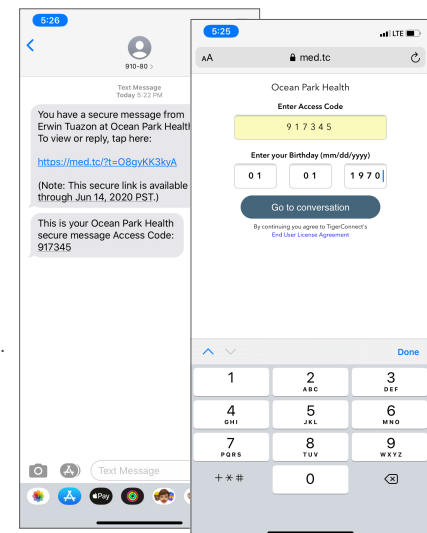 5:26
910-80 >
Text Message
Today 5:22 PM
You have a secure message from
Erwin Tuazon at Ocean Park Healt
To view or reply, tap here:
https://med.tc/?t=O8gyKK3kvA
(Note: This secure link is available
through Jun 14, 2020 PST.)
This is your Ocean Park Health
secure message Access Code:
917345
Text Message
Pay
5:25
LTE
AA
med.tc
Ocean Park Health
Enter Access Code
917345
Enter your Birthday (mm/dd/yyyy)
01 01 1970
Go to conversation
By continuing you agree to TigerConnect's
End User License Agreement
Done
1 2 3
ABC DEF
4 5 6
GHI JKL MNO
7 8 9
PQRS TUV WXYZ
+*# 0
.